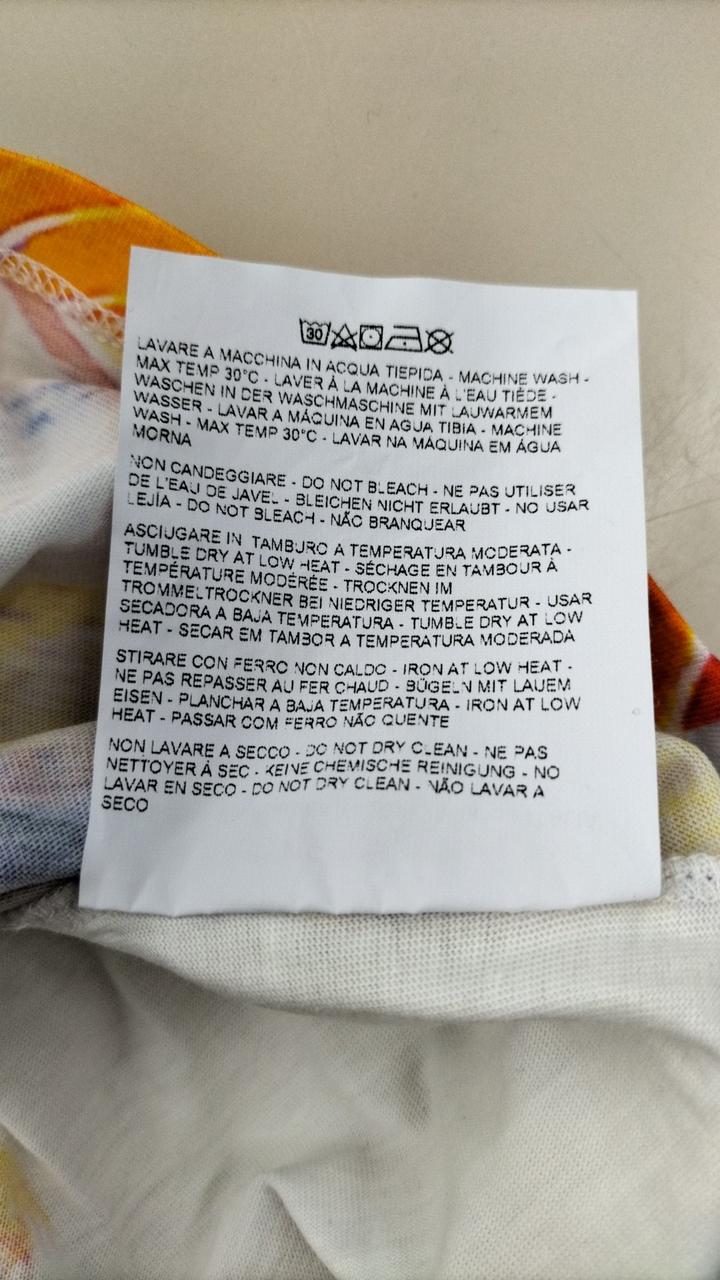 30
LAVARE A MACCHINA IN ACQUA TIEPIDA - MACHINE WASH -
MAX TEMP 30°C - LAVER À LA MACHINE À L'EAU TIÈDE -
WASCHEN IN DER WASCHMASCHINE MIT LAUWARMEM
WASSER - LAVAR A MÁQUINA EN AGUA TIBIA - MACHINE
WASH - MAX TEMP 30°C - LAVAR NA MÁQUINA EM ÁGUA
MORNA
NON CANDEGGIARE - DO NOT BLEACH - NE PAS UTILISER
DE L'EAU DE JAVEL - BLEICHEN NICHT ERLAUBT - NO USAR
LEJÍA - DO NOT BLEACH - NÃO BRANQUEAR
ASCIUGARE IN TAMBURO A TEMPERATURA MODERATA -
TUMBLE DRY AT LOW HEAT - SÉCHAGE EN TAMBOUR À
TEMPÉRATURE MODÉRÉE - TROCKNEN IM
TROMMELTROCKNER BEI NIEDRIGER TEMPERATUR - USAR
SECADORA A BAJA TEMPERATURA - TUMBLE DRY AT LOW
HEAT - SECAR EM TAMBOR A TEMPERATURA MODERADA
STIRARE CON FERRO NON CALDO - IRON AT LOW HEAT -
NE PAS REPASSER AU FER CHAUD - BÜGELN MIT LAUEM
EISEN - PLANCHAR A BAJA TEMPERATURA - IRON AT LOW
HEAT - PASSAR COM FERRO NÃO QUENTE
NON LAVARE A SECCO - DO NOT DRY CLEAN - NE PAS
NETTOYER À SEC - KEINE CHEMISCHE REINIGUNG - NO
LAVAR EN SECO - DO NOT DRY CLEAN - NÃO LAVAR A
SECO